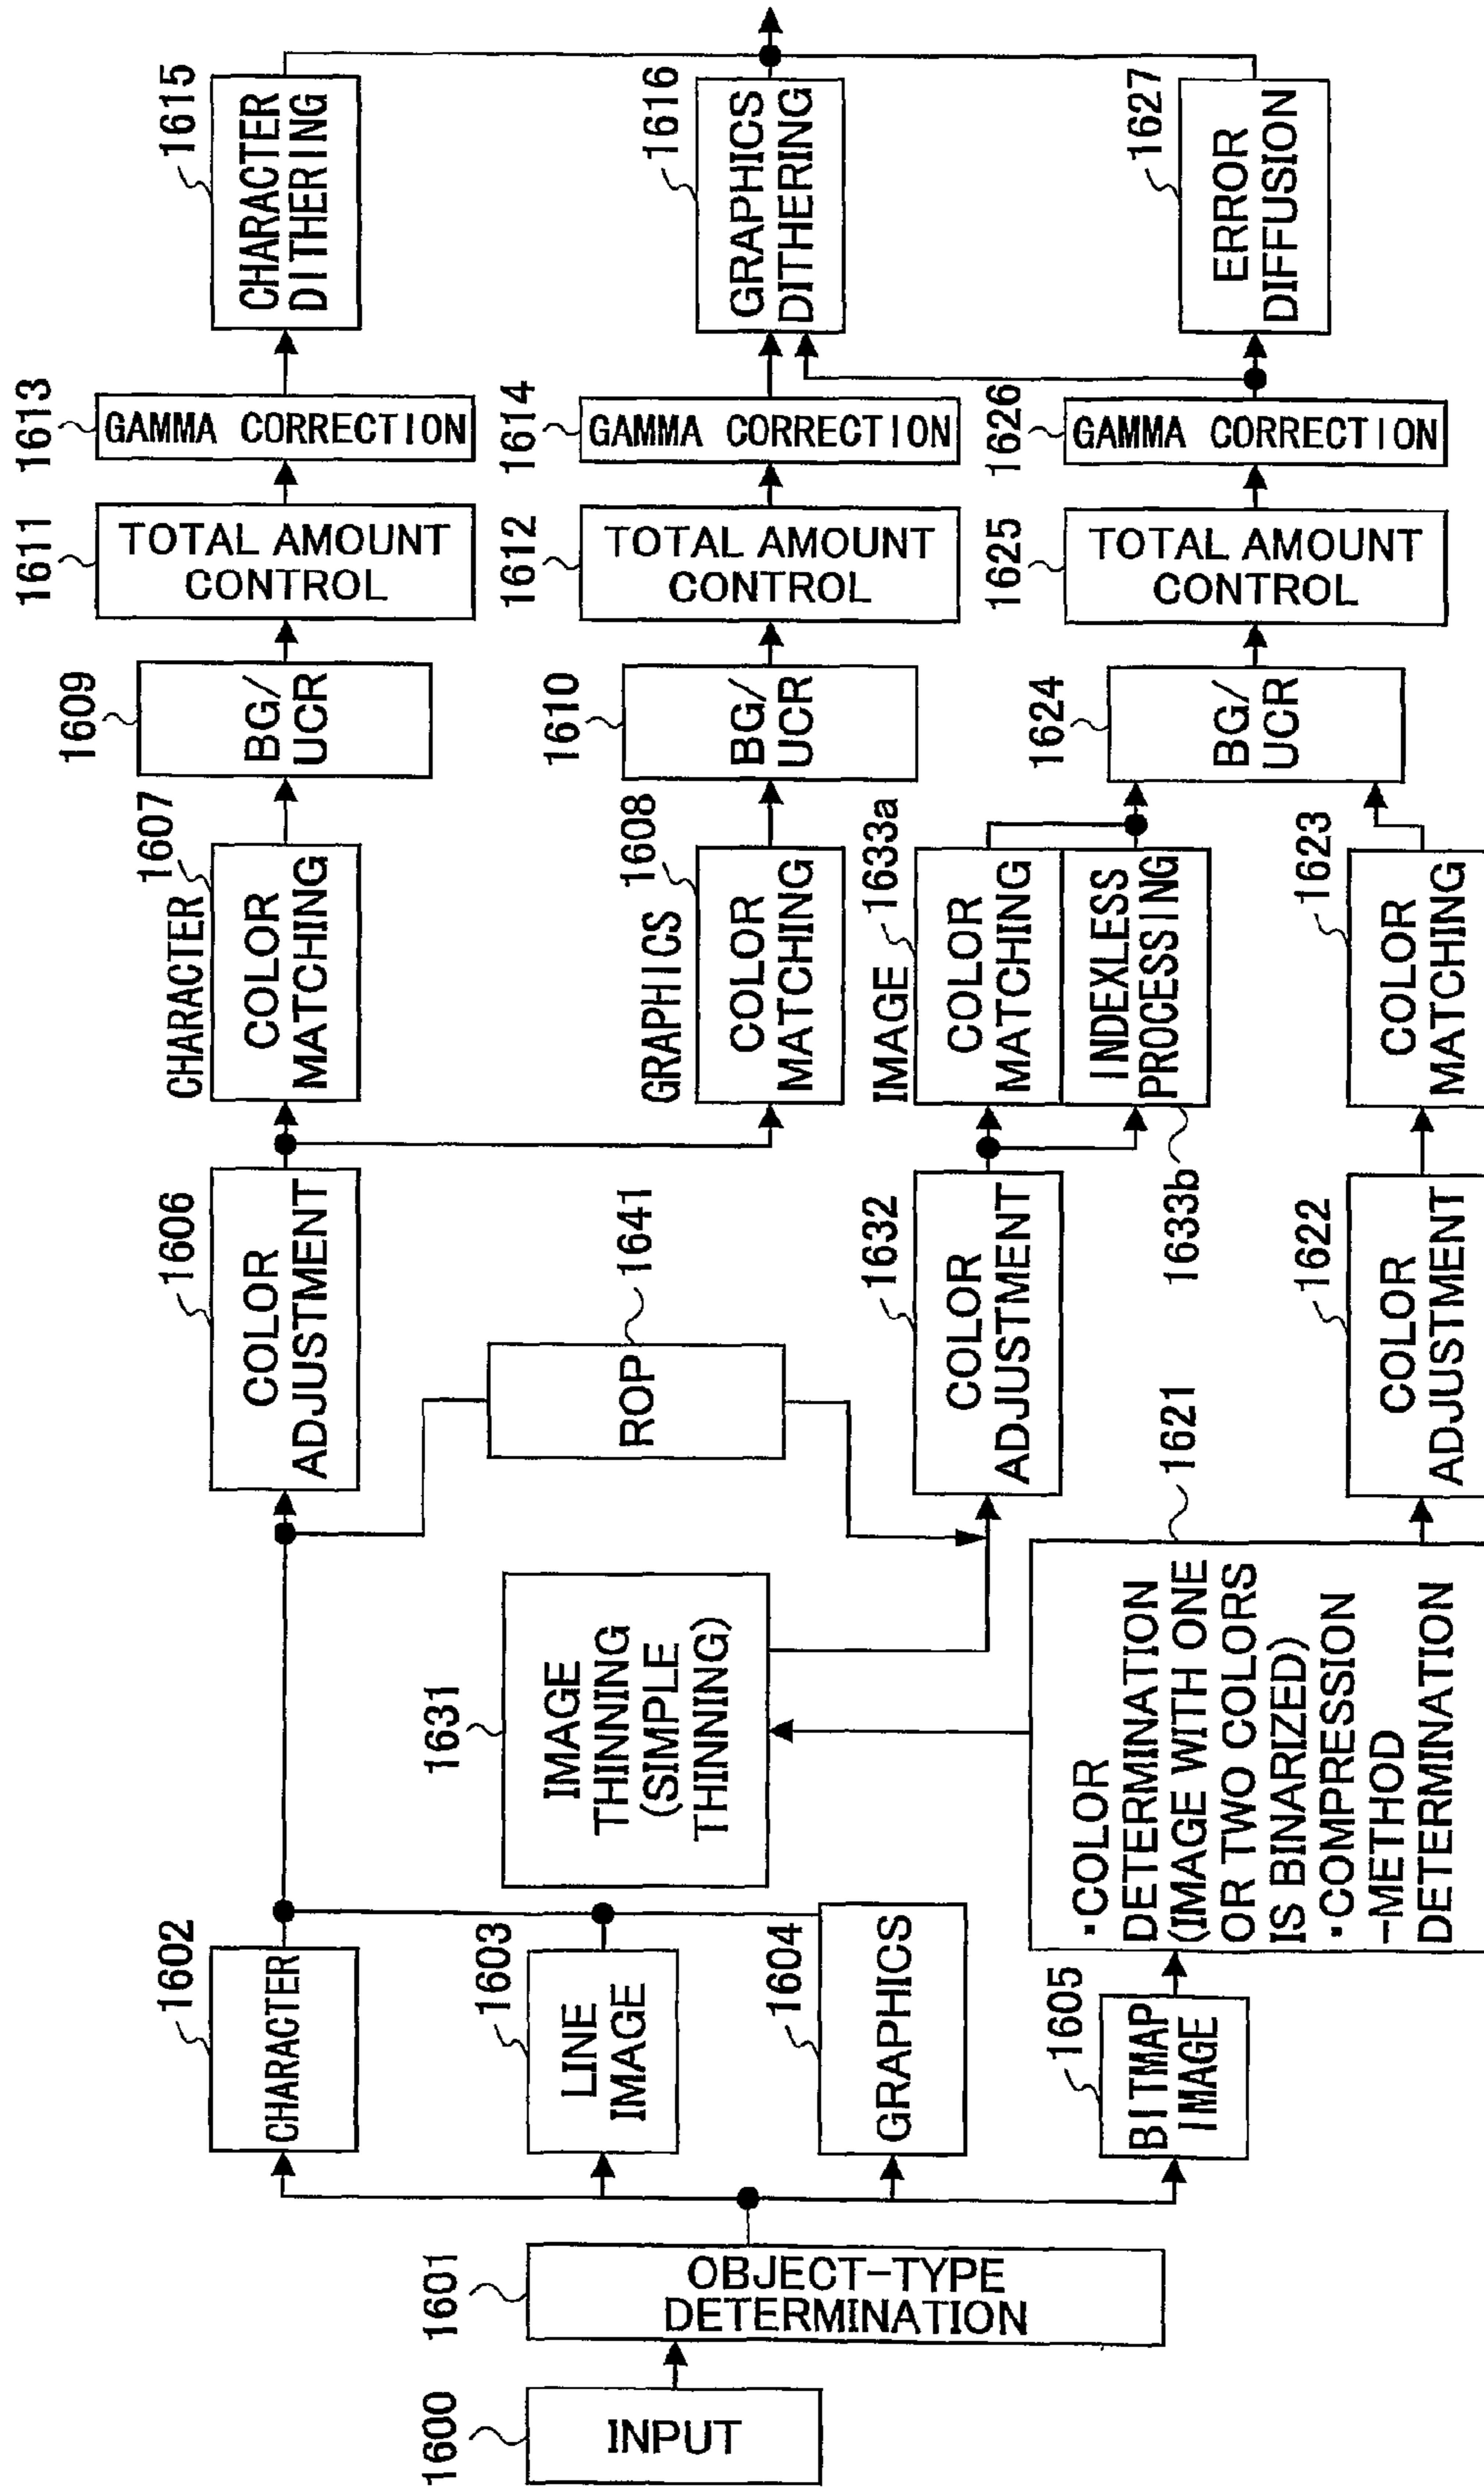 1600
INPUT
1601
OBJECT-TYPE
DETERMINATION
1602
CHARACTER
1603
LINE
IMAGE
1604
GRAPHICS
1605
BITMAP
IMAGE
1621
･COLOR
DETERMINATION
(IMAGE WITH ONE
OR TWO COLORS
IS BINARIZED)
･COMPRESSION
-METHOD
DETERMINATION
1631
IMAGE
THINNING
(SIMPLE
THINNING)
1641
ROP
1606
COLOR
ADJUSTMENT
1632
COLOR
ADJUSTMENT
1622
COLOR
ADJUSTMENT
CHARACTER
1607
COLOR
MATCHING
GRAPHICS
1608
COLOR
MATCHING
IMAGE
1633a
COLOR
MATCHING
INDEXLESS
PROCESSING
1633b
1623
COLOR
MATCHING
1609
BG/
UCR
1610
BG/
UCR
1624
BG/
UCR
1611
TOTAL AMOUNT
CONTROL
1612
TOTAL AMOUNT
CONTROL
1625
TOTAL AMOUNT
CONTROL
1613
GAMMA CORRECTION
1614
GAMMA CORRECTION
1626
GAMMA CORRECTION
1615
CHARACTER
DITHERING
1616
GRAPHICS
DITHERING
1627
ERROR
DIFFUSION